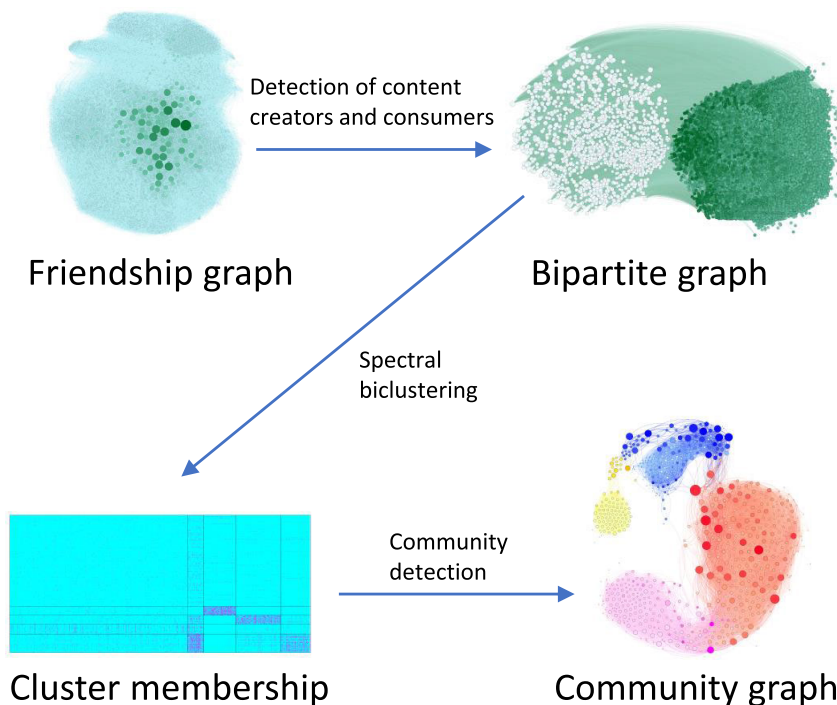 Detection of content
creators and consumers
Friendship graph
Bipartite graph
Spectral
biclustering
Community
detection
Cluster membership
Community graph